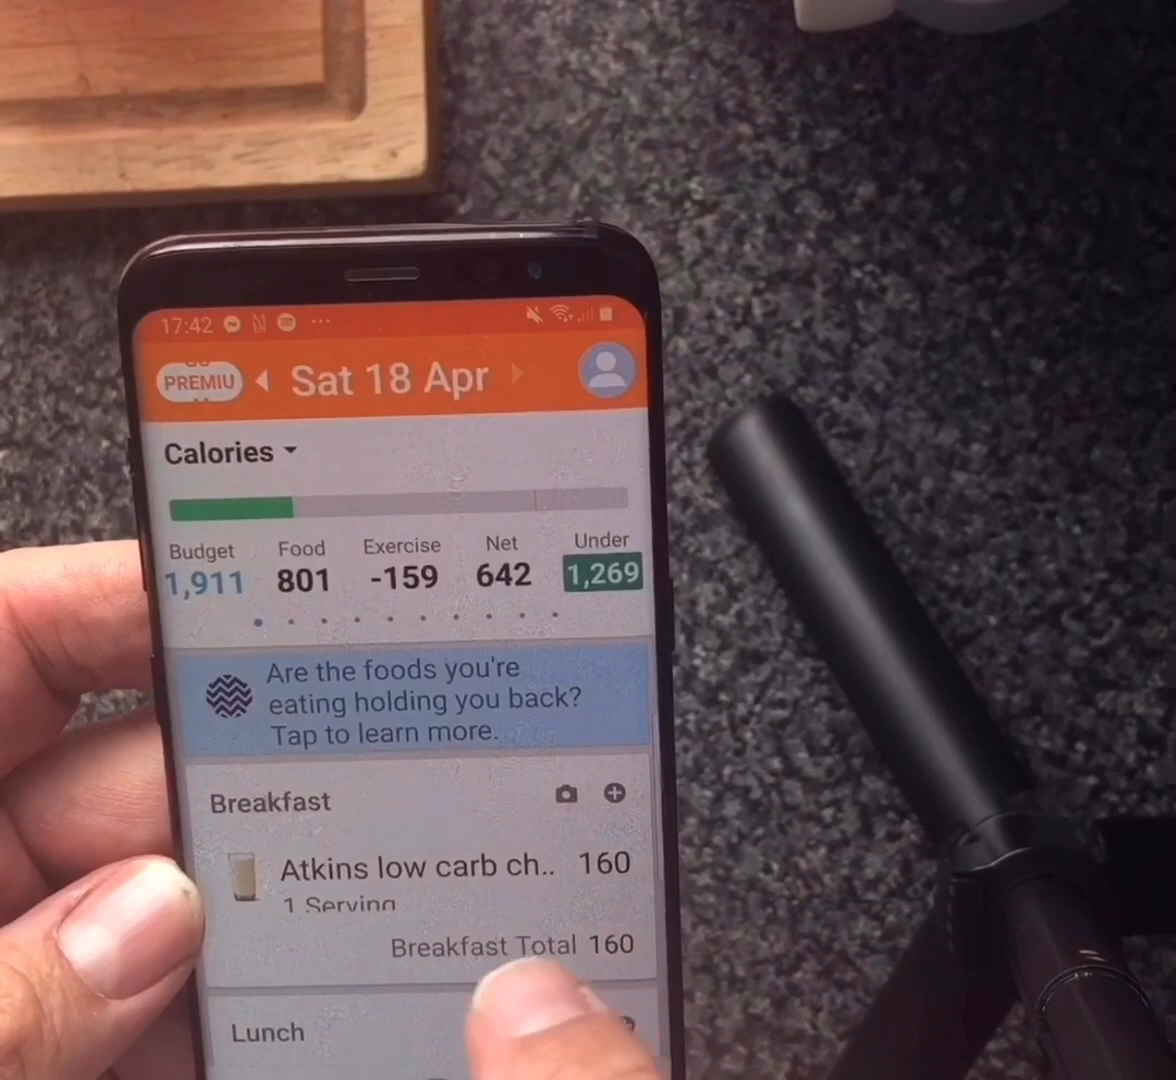 17:42
PREMIU
Sat 18 Apr
Calories
Budget Food Exercise Net Under
1,911 801 -159 642 1,269
Are the foods you're
eating holding you back?
Tap to learn more.
Breakfast
Atkins low carb ch.. 160
1 Serving
Breakfast Total 160
Lunch